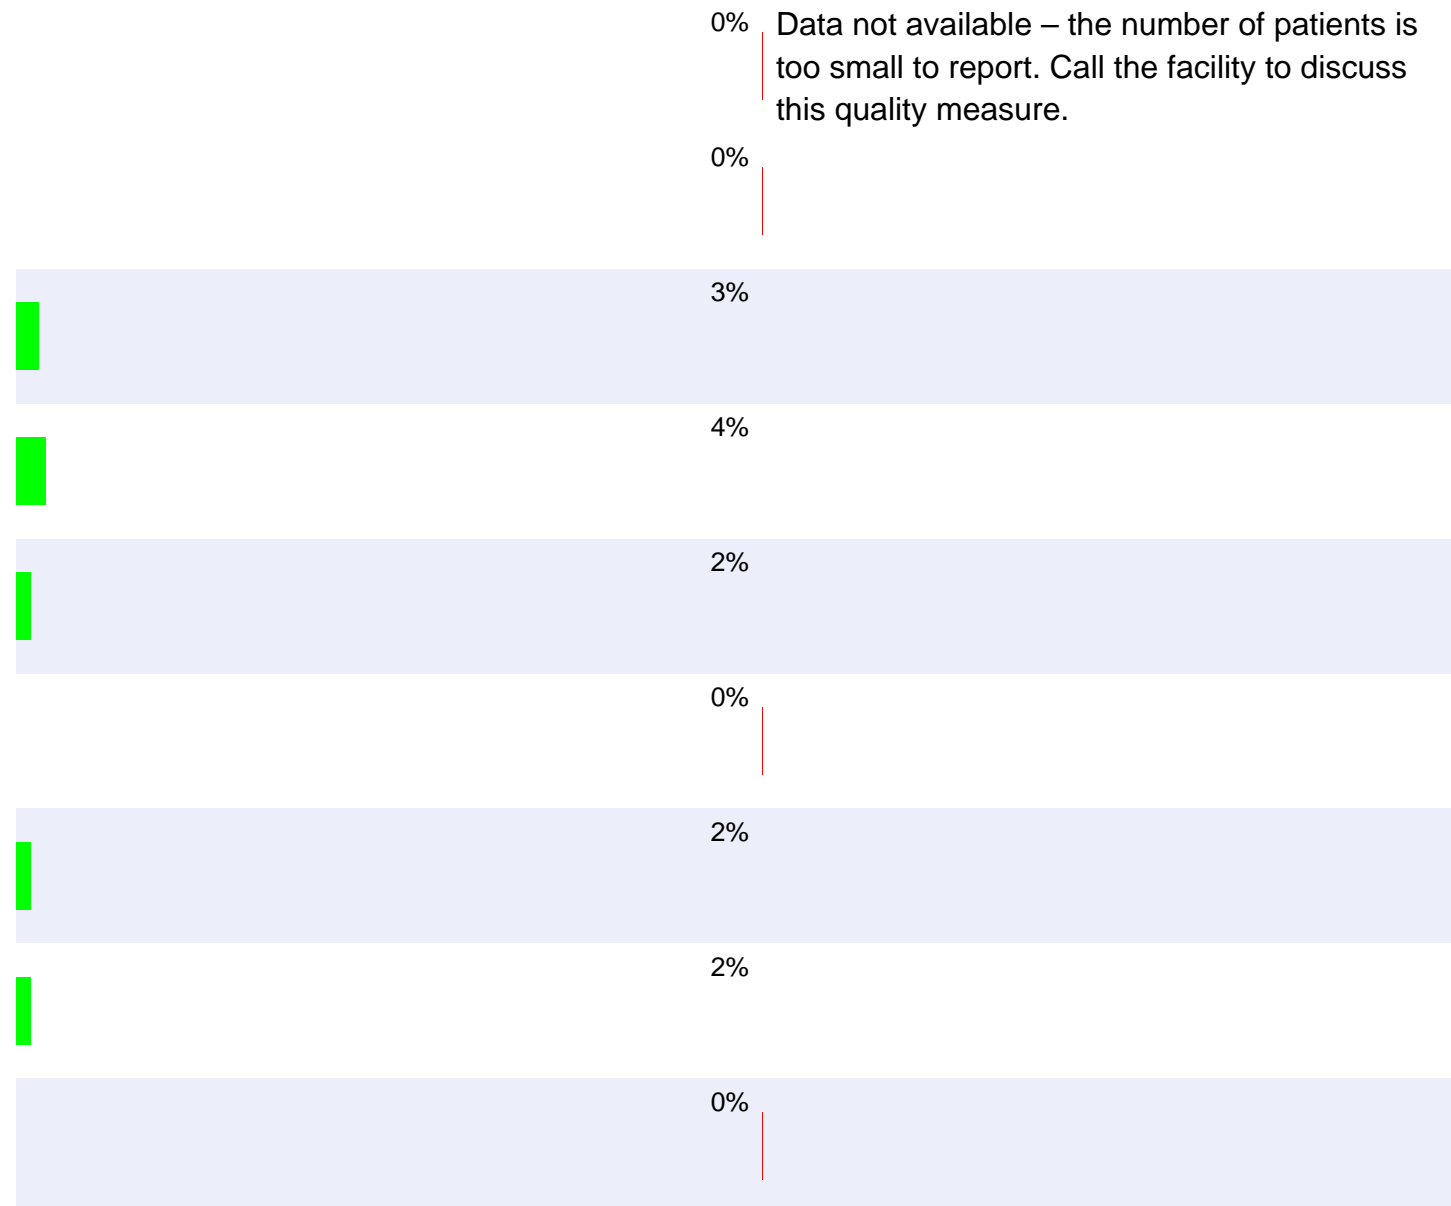 0% Data not available – the number of patients is
too small to report. Call the facility to discuss
this quality measure.
0%
3%
4%
2%
0%
2%
2%
0%